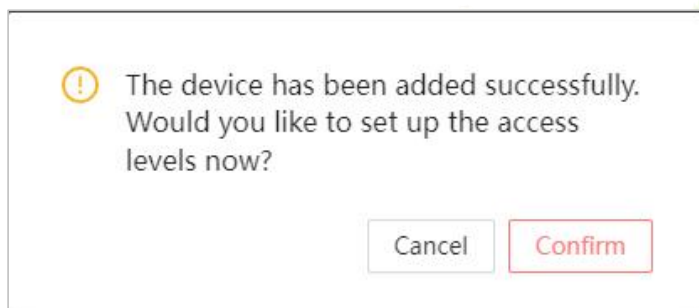 The device has been added successfully.
Would you like to set up the access
levels now?
Cancel Confirm